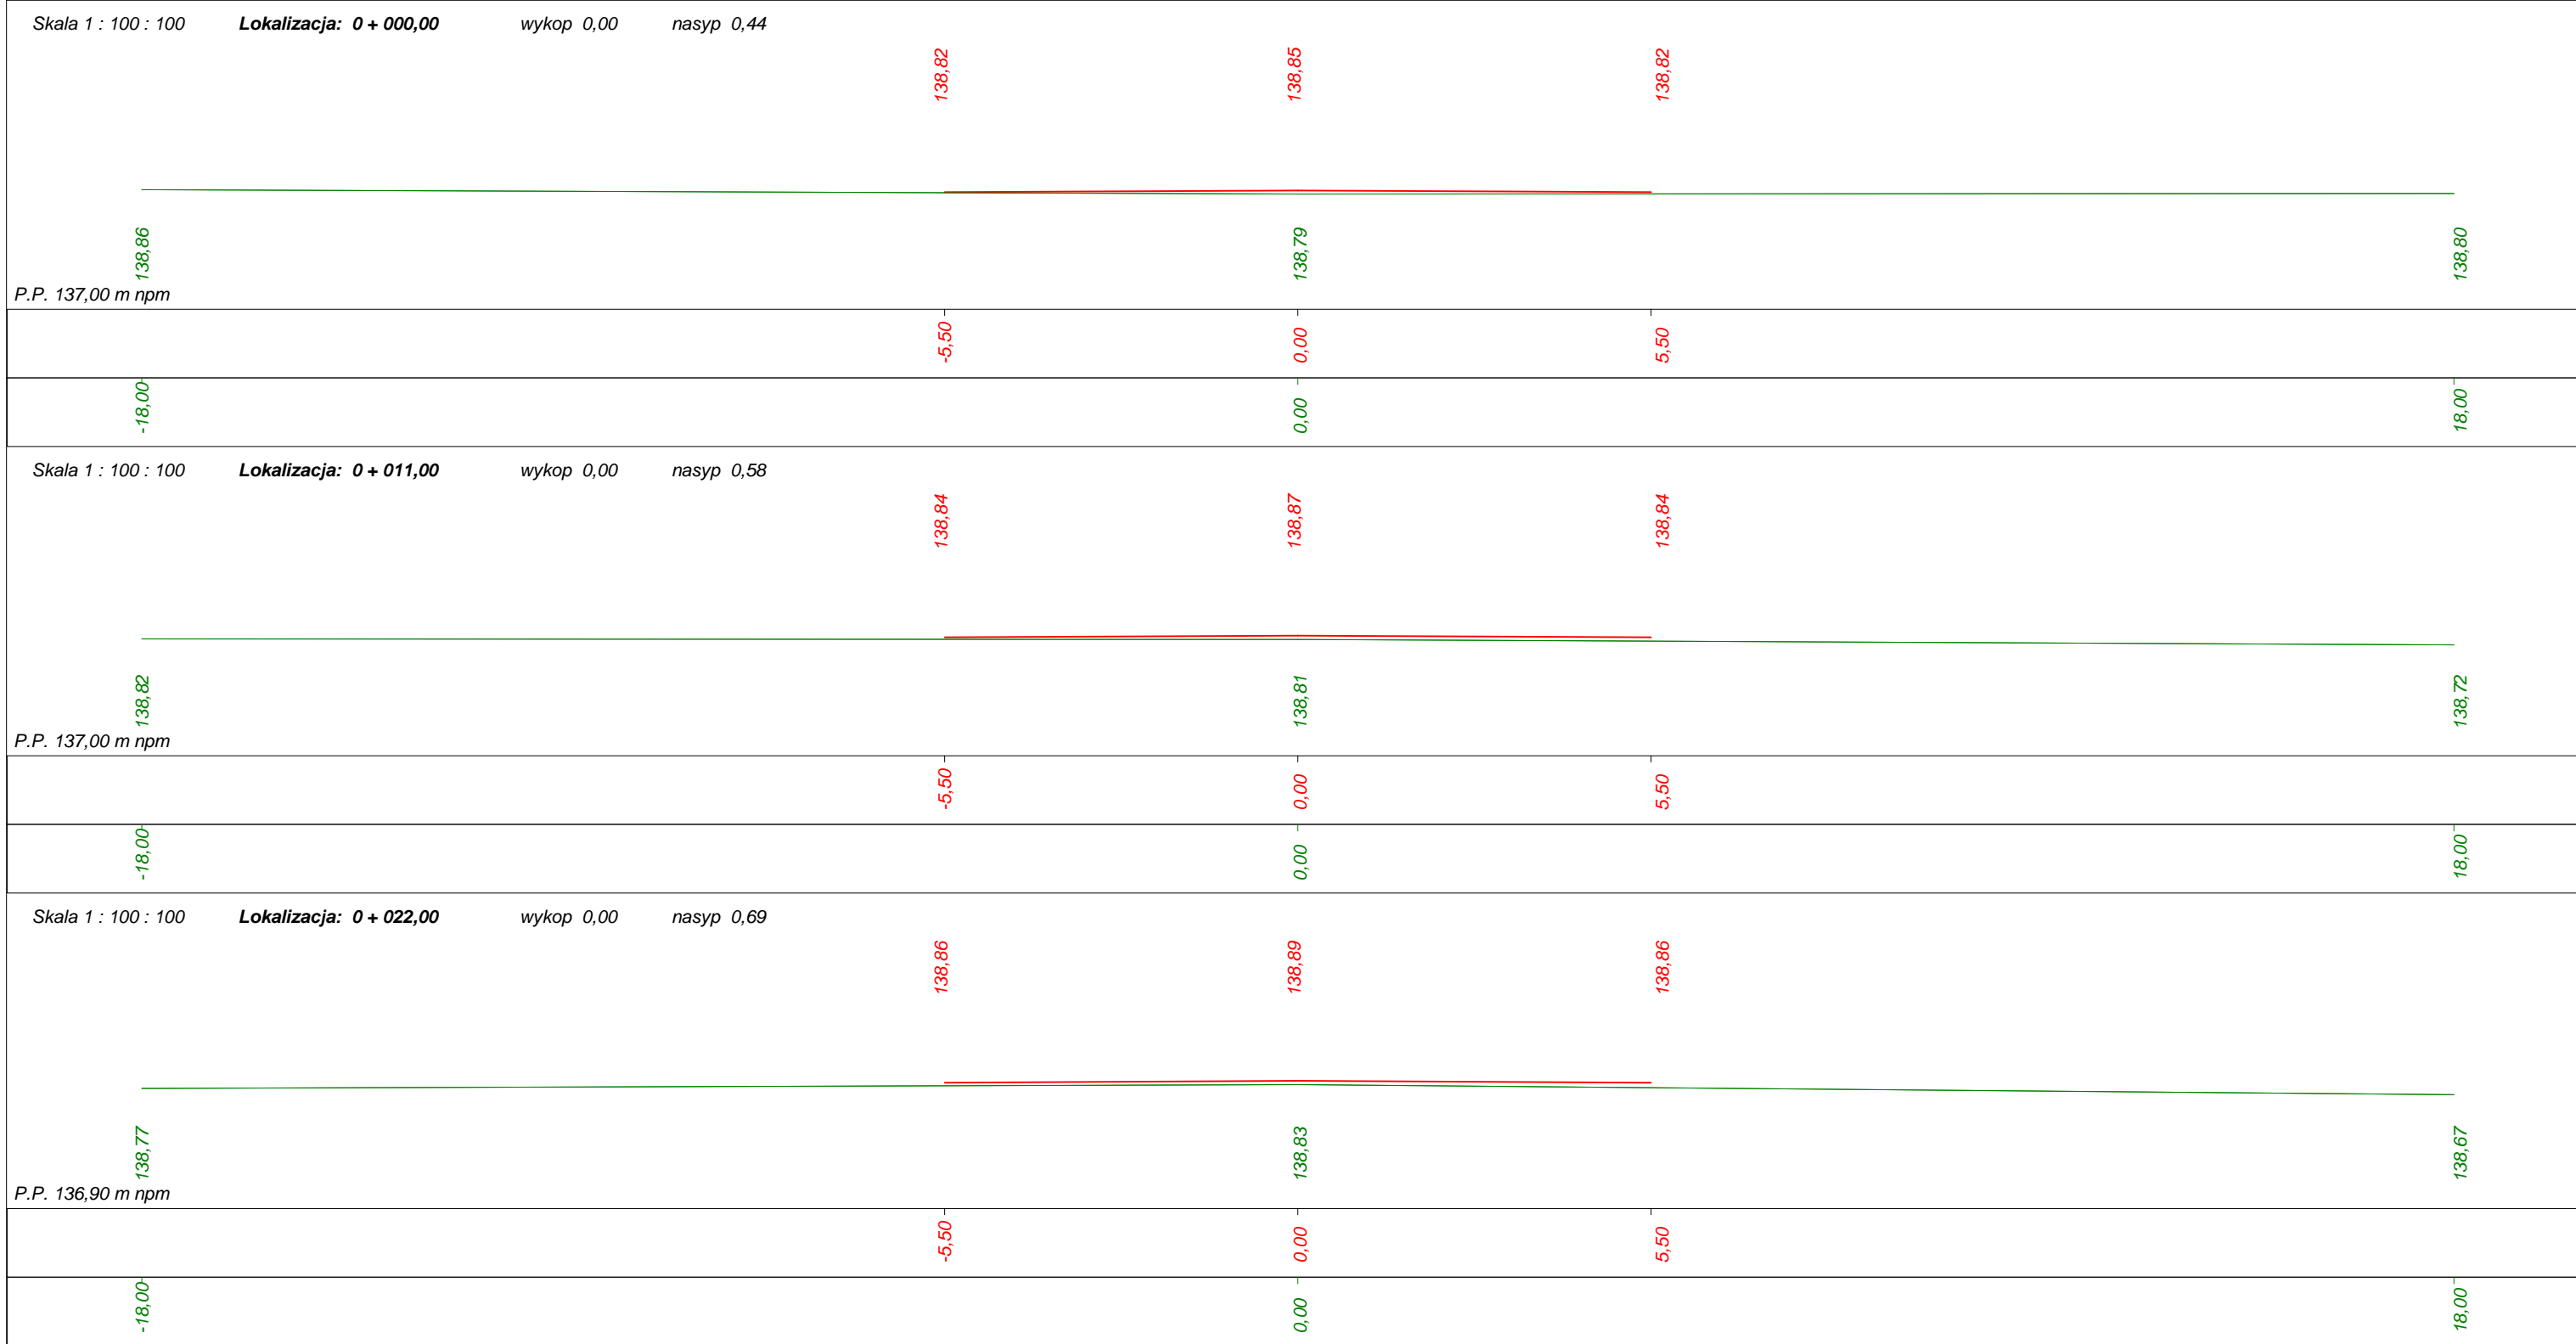 Skala 1 : 100 : 100 Lokalizacja: 0 + 000,00 wykop 0,00 nasyp 0,44
138,82 138,85 138,82
138,86 138,79 138,80
P.P. 137,00 m npm
-5,50 0,00 5,50
-18,00 0,00 18,00
Skala 1 : 100 : 100 Lokalizacja: 0 + 011,00 wykop 0,00 nasyp 0,58
138,84 138,87 138,84
138,82 138,81 138,72
P.P. 137,00 m npm
-5,50 0,00 5,50
-18,00 0,00 18,00
Skala 1 : 100 : 100 Lokalizacja: 0 + 022,00 wykop 0,00 nasyp 0,69
138,86 138,89 138,86
138,77 138,83 138,67
P.P. 136,90 m npm
-5,50 0,00 5,50
-18,00 0,00 18,00